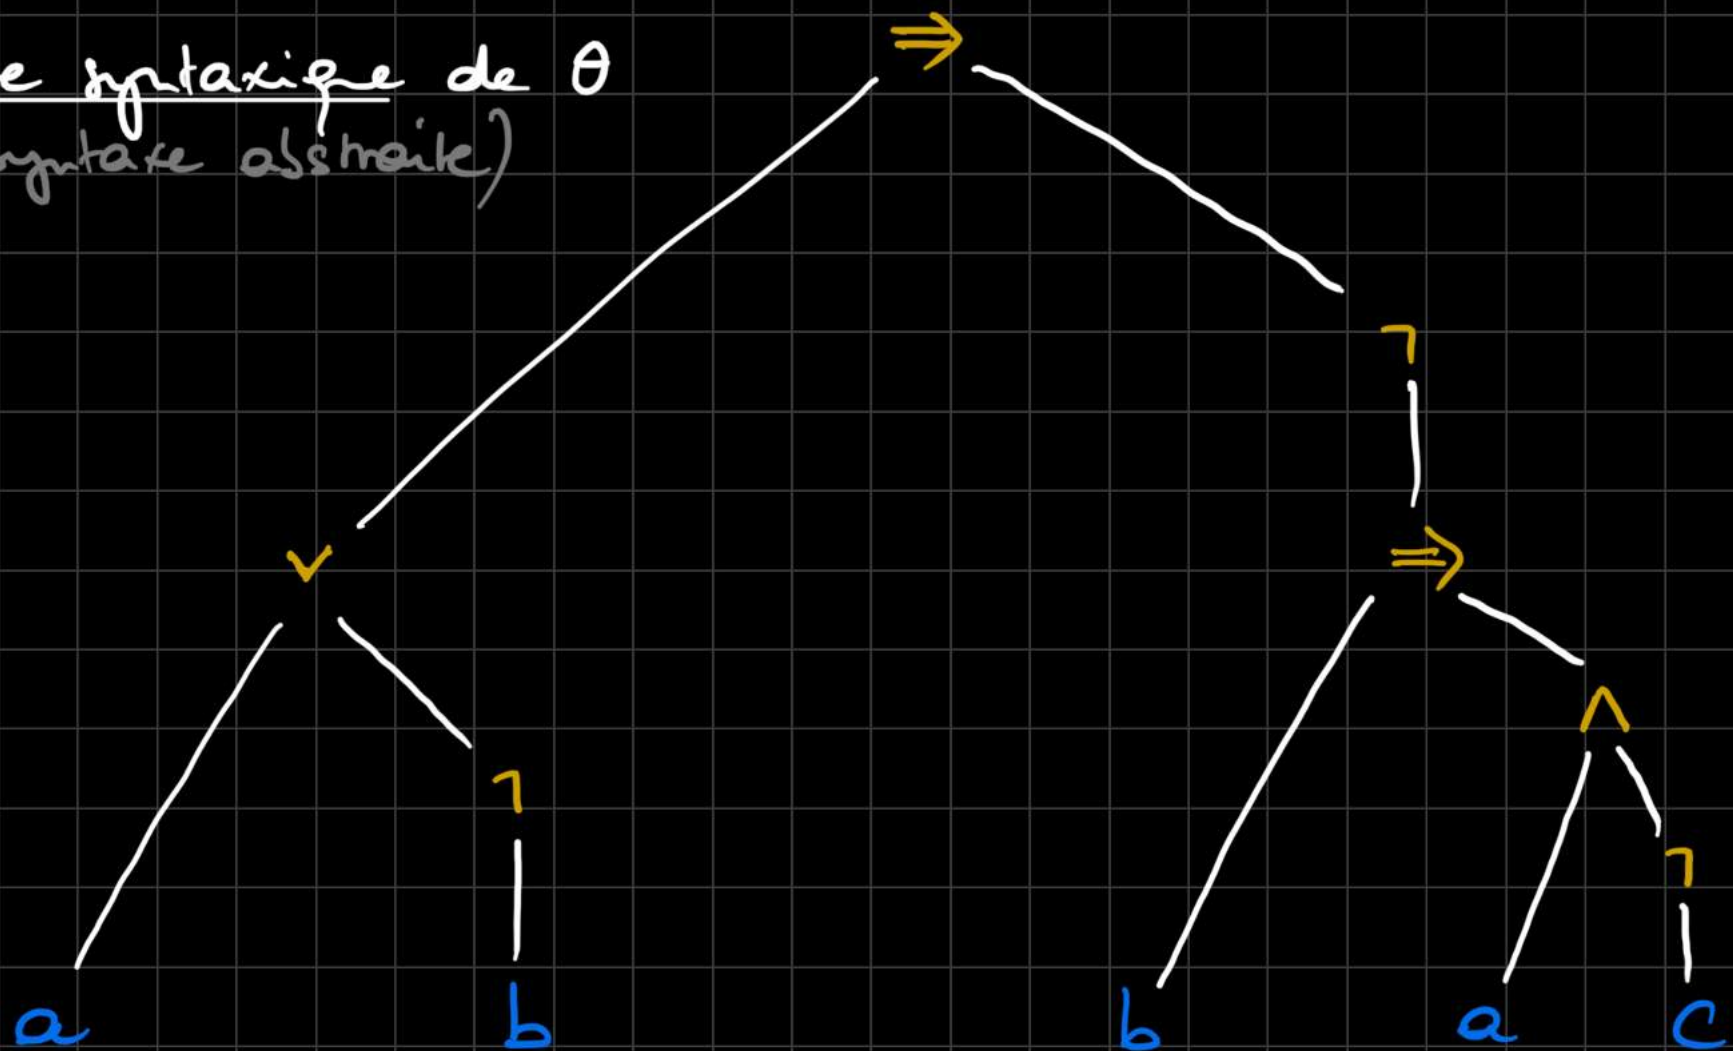 ⇒
e syntaxique de θ
yntaxe abstraite)
¬
∨ ⇒
∧
¬
¬
a b b a c